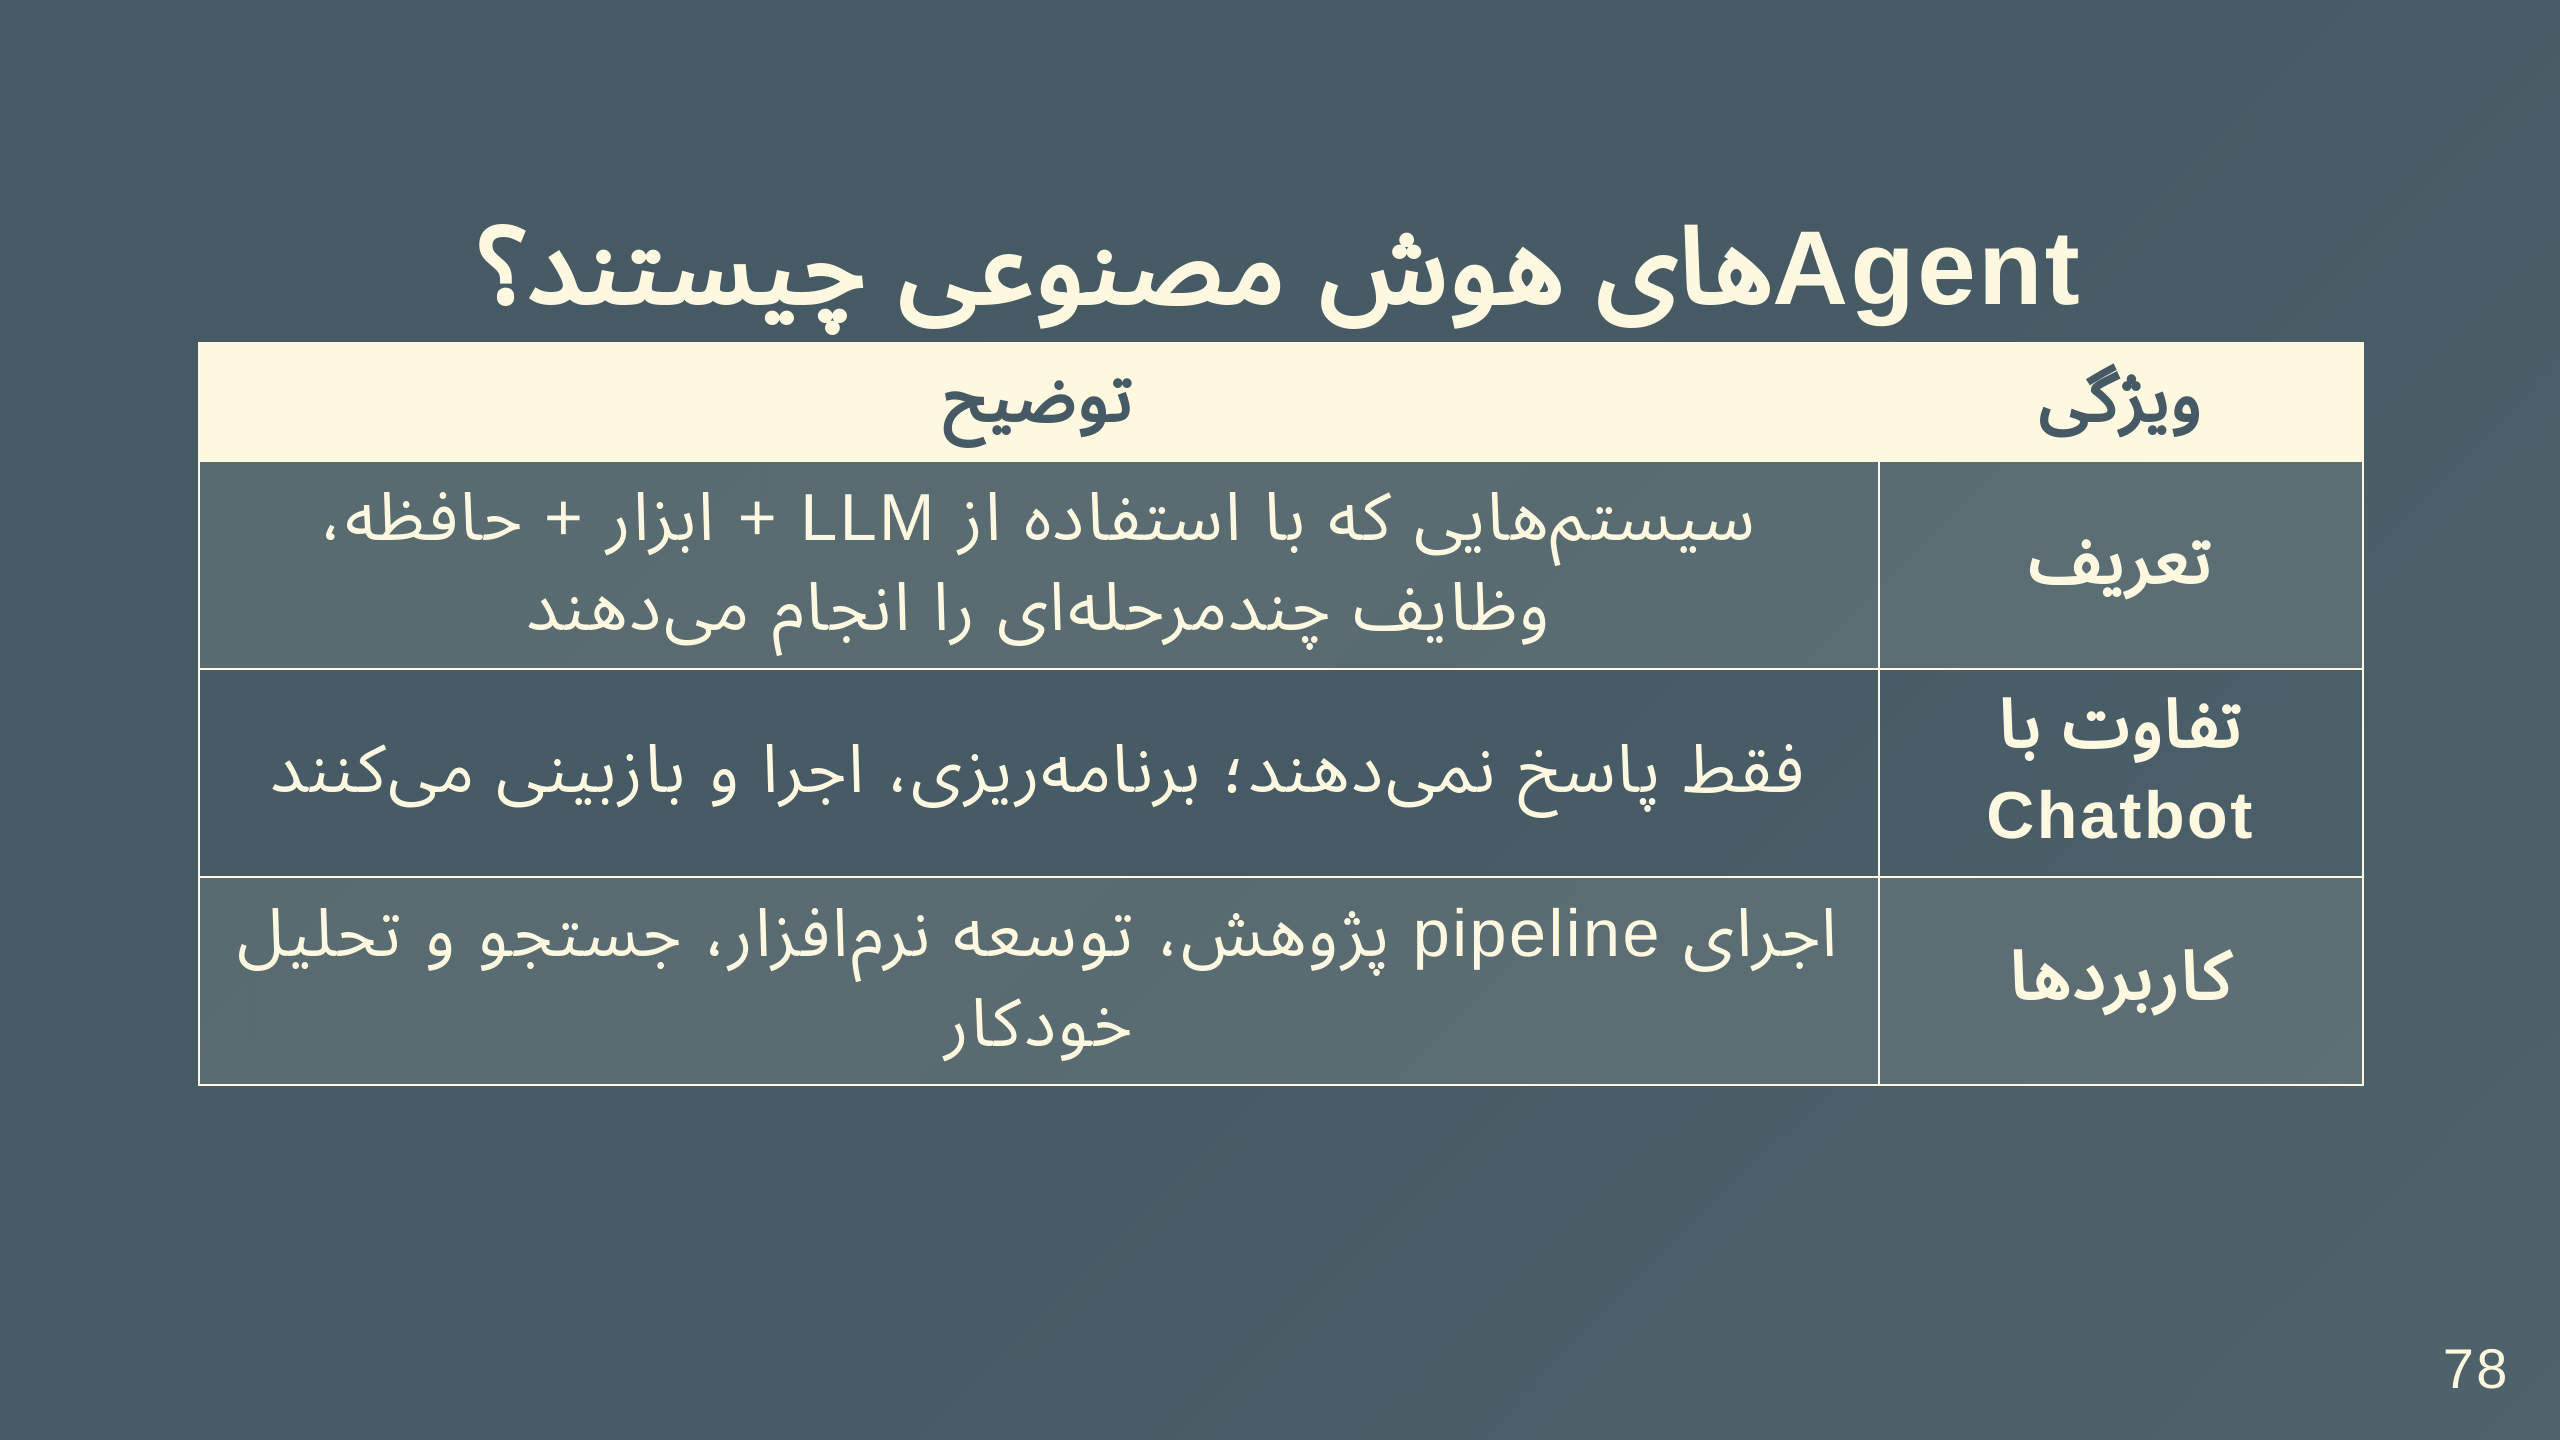 Agentهای هوش مصنوعی چیستند؟
ویژگی
توضیح
تعریف
سیستم‌هایی که با استفاده از LLM + ابزار + حافظه،
وظایف چندمرحله‌ای را انجام می‌دهند
تفاوت با
Chatbot
فقط پاسخ نمی‌دهند؛ برنامه‌ریزی، اجرا و بازبینی می‌کنند
کاربردها
اجرای pipeline پژوهش، توسعه نرم‌افزار، جستجو و تحلیل
خودکار
78